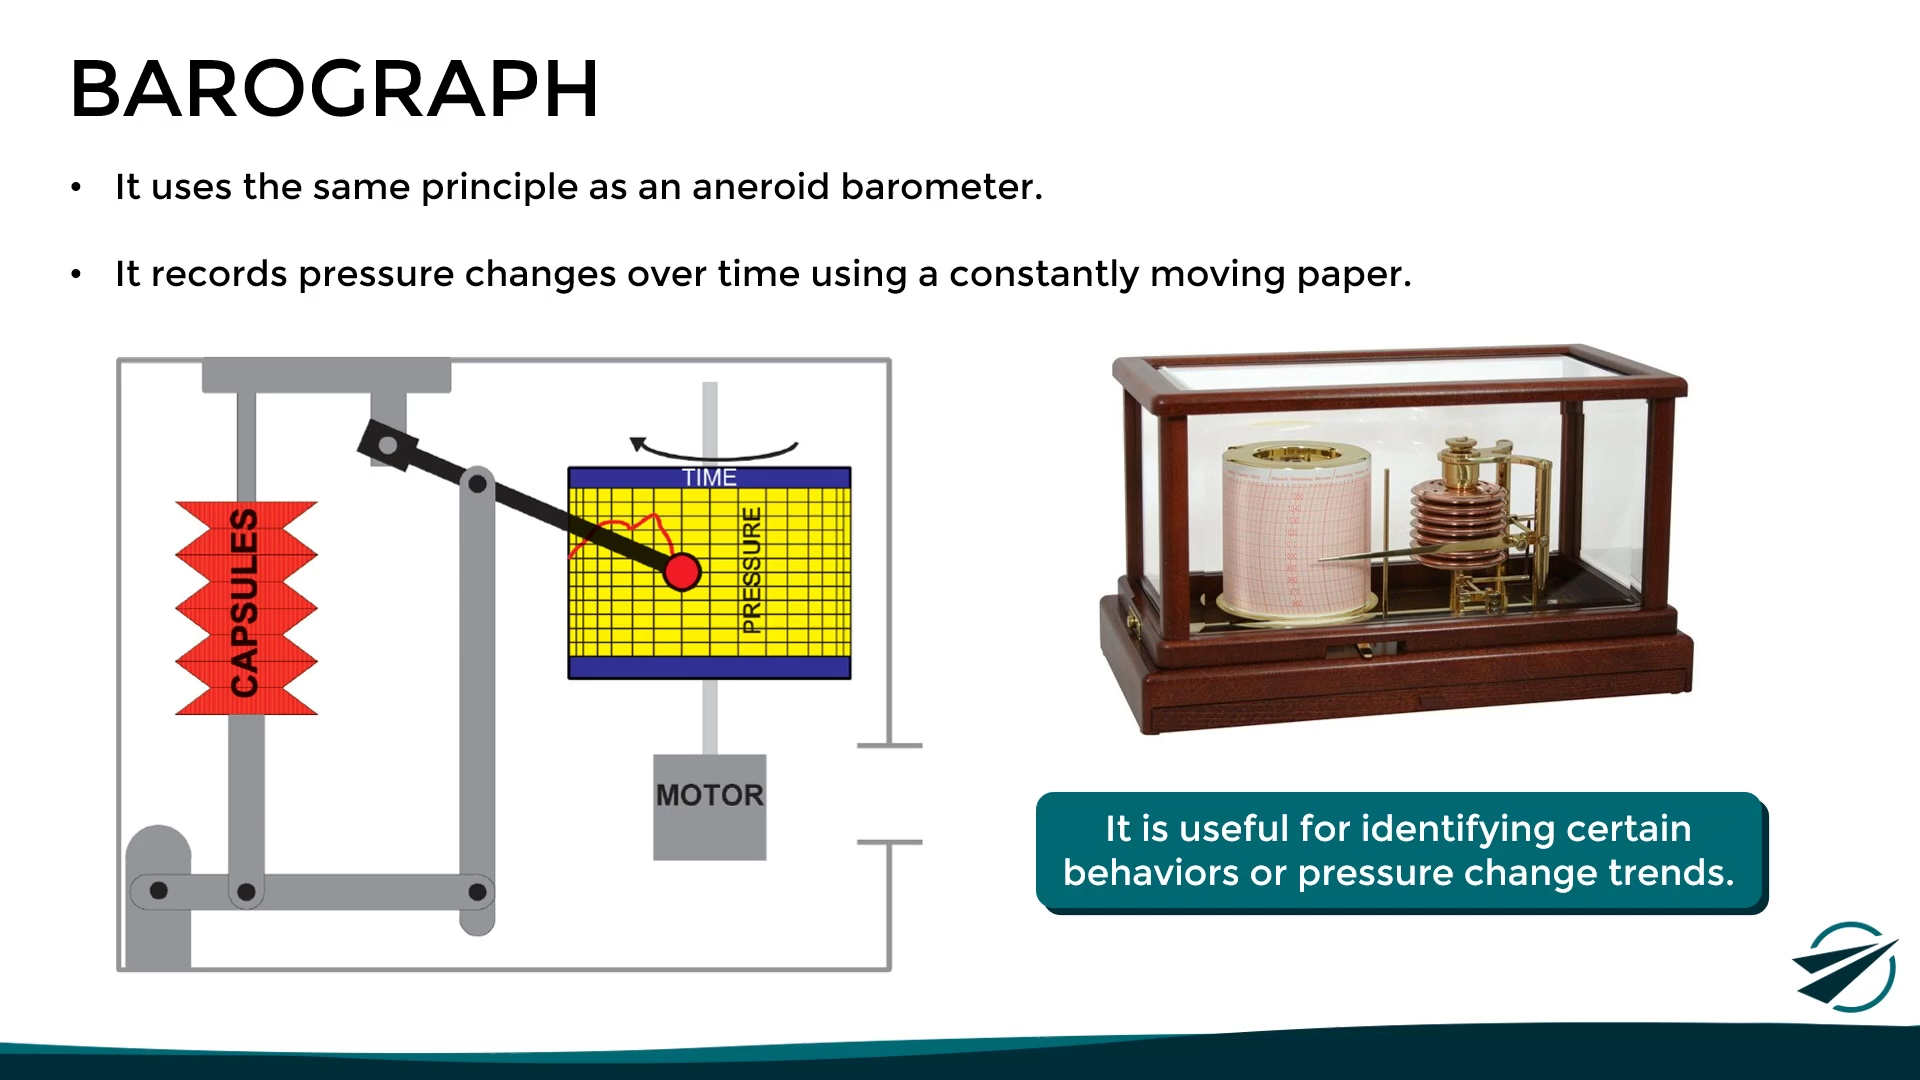 BAROGRAPH
• It uses the same principle as an aneroid barometer.
• It records pressure changes over time using a constantly moving paper.
TIME
CAPSULES
PRESSURE
MOTOR
It is useful for identifying certain
behaviors or pressure change trends.